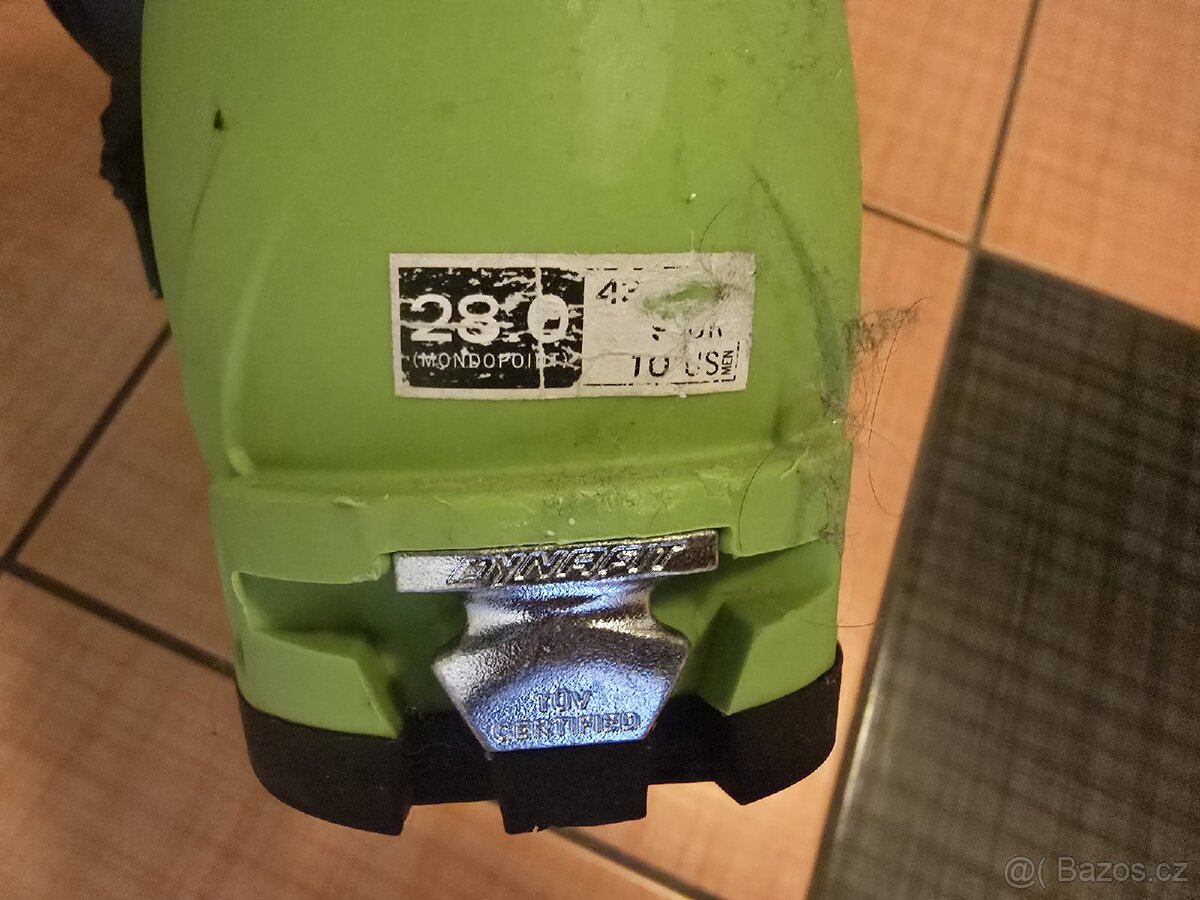 28.0
(MONDOPOINT)
10 US
MEN
DYNAFIT
TÜV
CERTIFIED
@( Bazos.cz